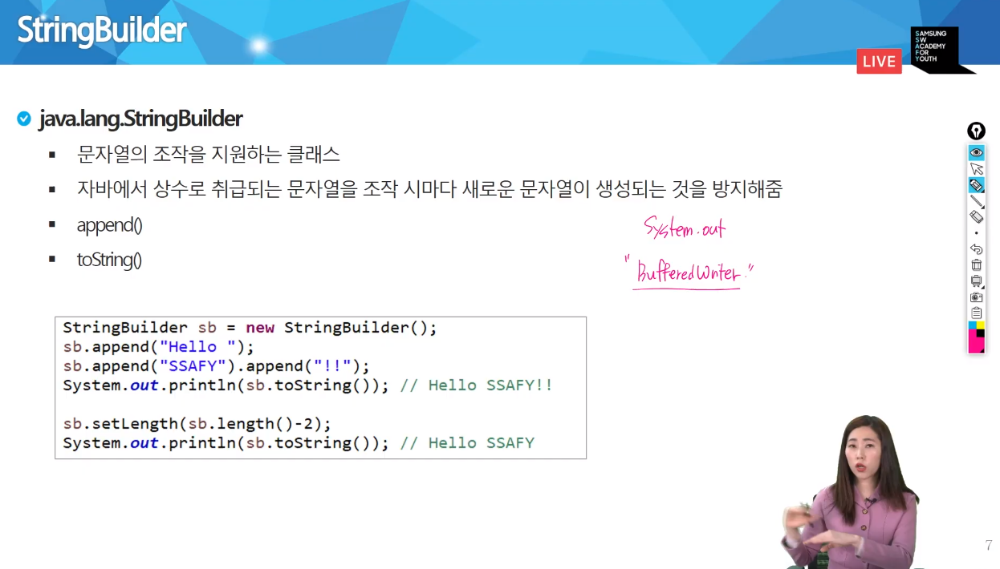 StringBuilder
LIVE
SAMSUNG
SW
ACADEMY
FOR
YOUTH
java.lang.StringBuilder
문자열의 조작을 지원하는 클래스
자바에서 상수로 취급되는 문자열을 조작 시마다 새로운 문자열이 생성되는 것을 방지해줌
append()
toString()
System.out
"BufferedWriter."
StringBuilder sb = new StringBuilder();
sb.append("Hello ");
sb.append("SSAFY").append("!!");
System.out.println(sb.toString()); // Hello SSAFY!!
sb.setLength(sb.length()-2);
System.out.println(sb.toString()); // Hello SSAFY
7